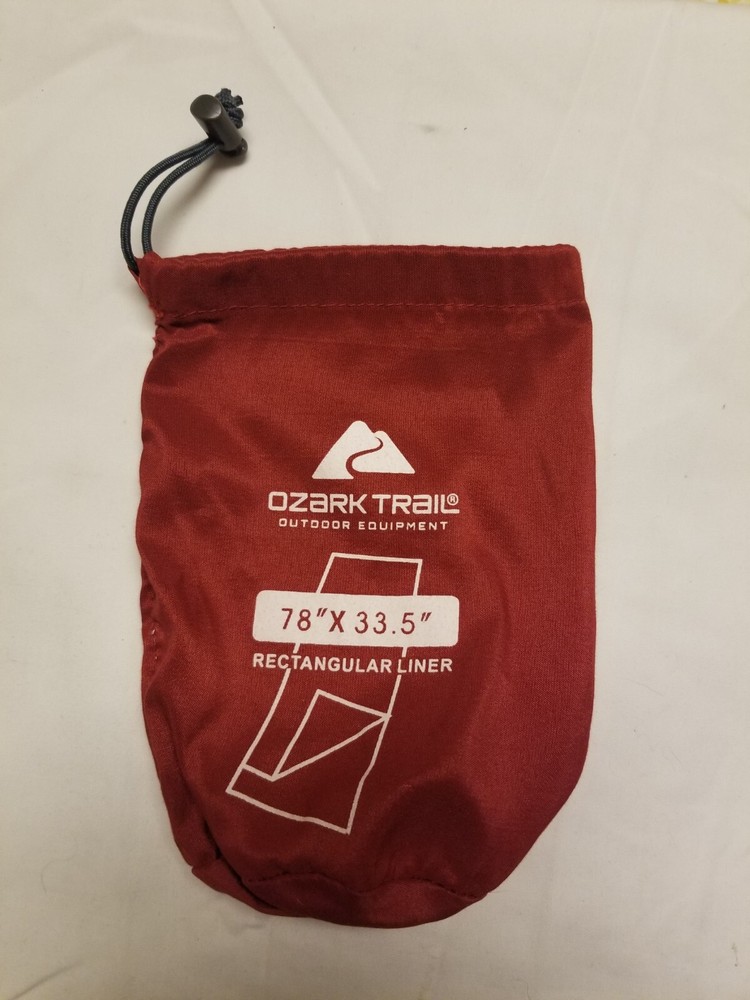 OZARK TRAIL®
OUTDOOR EQUIPMENT
78"X 33.5"
RECTANGULAR LINER